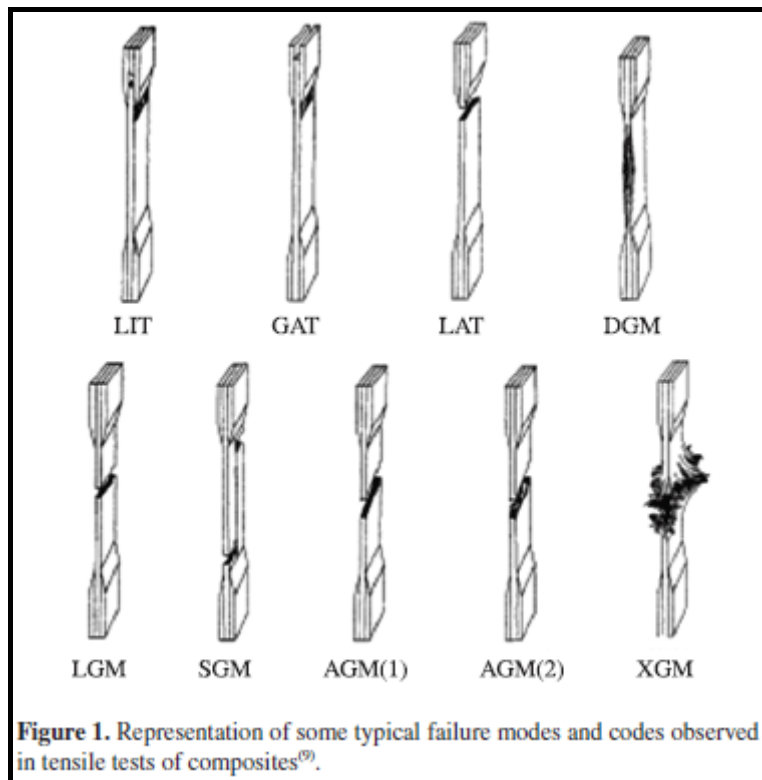 LIT GAT LAT DGM
LGM SGM AGM(1) AGM(2) XGM
Figure 1. Representation of some typical failure modes and codes observed
in tensile tests of composites⁽⁹⁾.